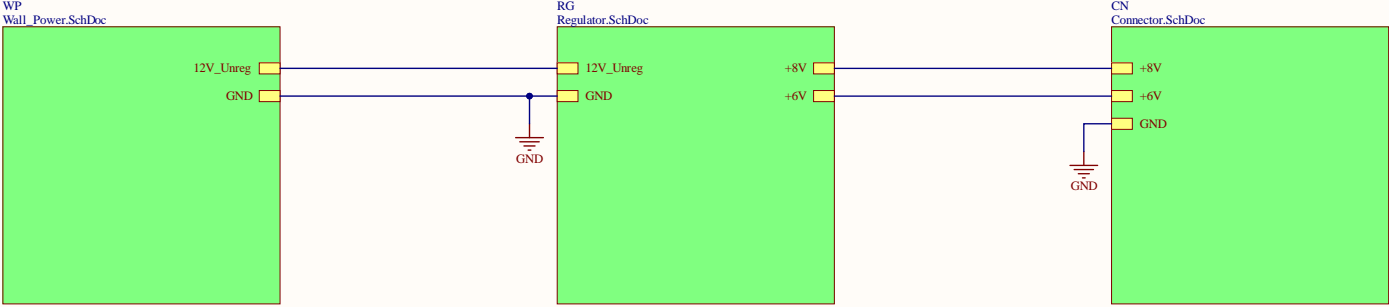 WP
Wall_Power.SchDoc
RG
Regulator.SchDoc
CN
Connector.SchDoc
12V_Unreg
12V_Unreg
+8V
+8V
GND
GND
+6V
+6V
GND
GND
GND